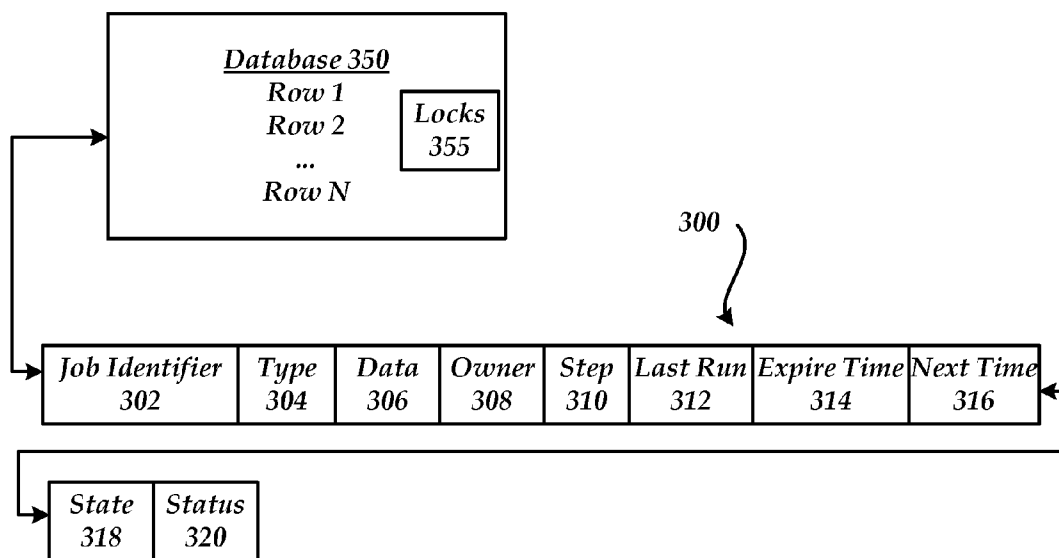 Database 350
Row 1
Row 2
...
Row N
Locks
355
300
Job Identifier Type Data Owner Step Last Run Expire Time Next Time
302 304 306 308 310 312 314 316
State Status
318 320